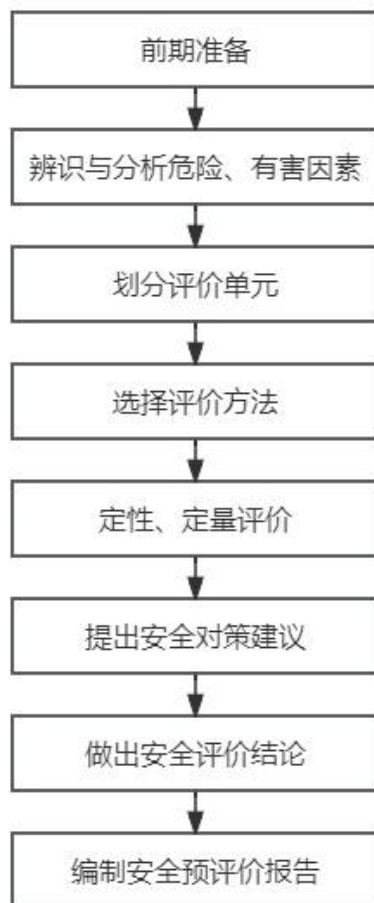 前期准备
辨识与分析危险、有害因素
划分评价单元
选择评价方法
定性、定量评价
提出安全对策建议
做出安全评价结论
编制安全预评价报告